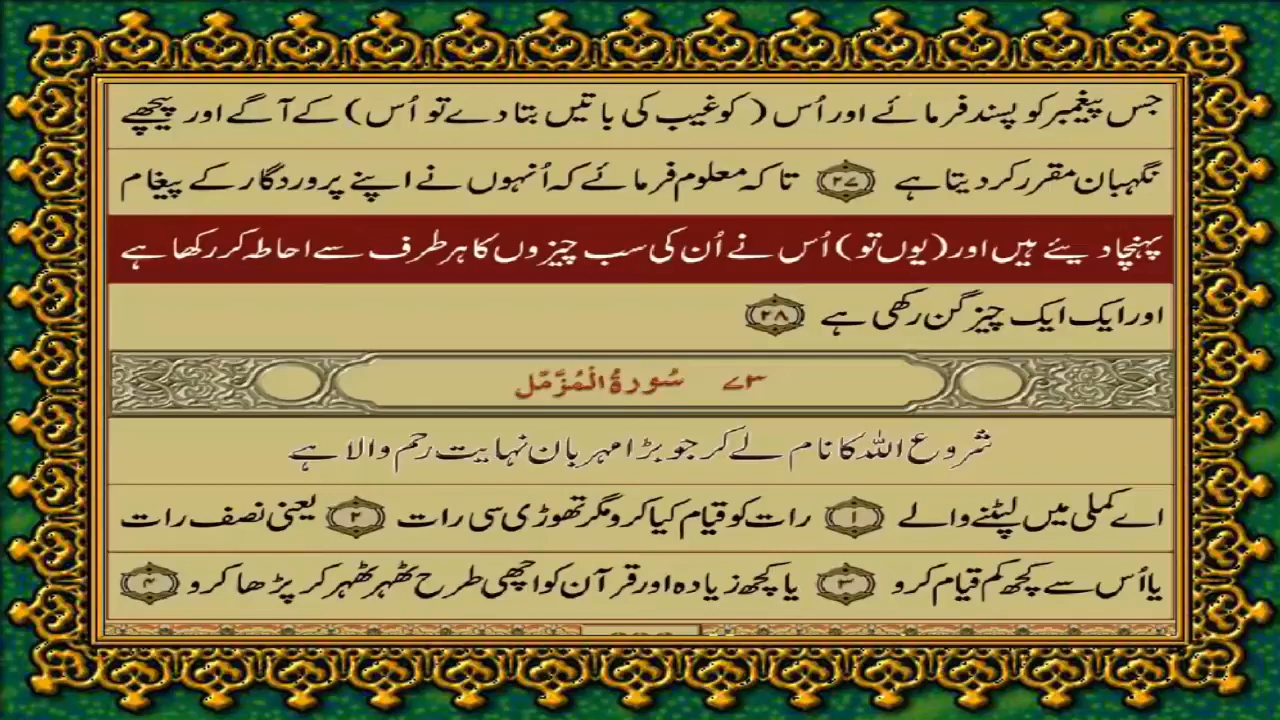 جس پیغمبر کو پسند فرمائے اور اُس (کو غیب کی باتیں بتا دے تو اُس) کے آگے اور پیچھے
نگہبان مقرر کر دیتا ہے ۲۷ تاکہ معلوم فرمائے کہ اُنہوں نے اپنے پروردگار کے پیغام
پہنچا دیئے ہیں اور (یوں تو) اُس نے اُن کی سب چیزوں کا ہر طرف سے احاطہ کر رکھا ہے
اور ایک ایک چیز گن رکھی ہے ۲۸
۷۳ سُورةُ الْمُزَّمِّل
شروع اللہ کا نام لے کر جو بڑا مہربان نہایت رحم والا ہے
اے کملی میں لپٹنے والے ۱ رات کو قیام کیا کرو مگر تھوڑی سی رات ۲ یعنی نصف رات
یا اُس سے کچھ کم قیام کرو ۳ یا کچھ زیادہ اور قرآن کو اچھی طرح ٹھہر ٹھہر کر پڑھا کرو ۴